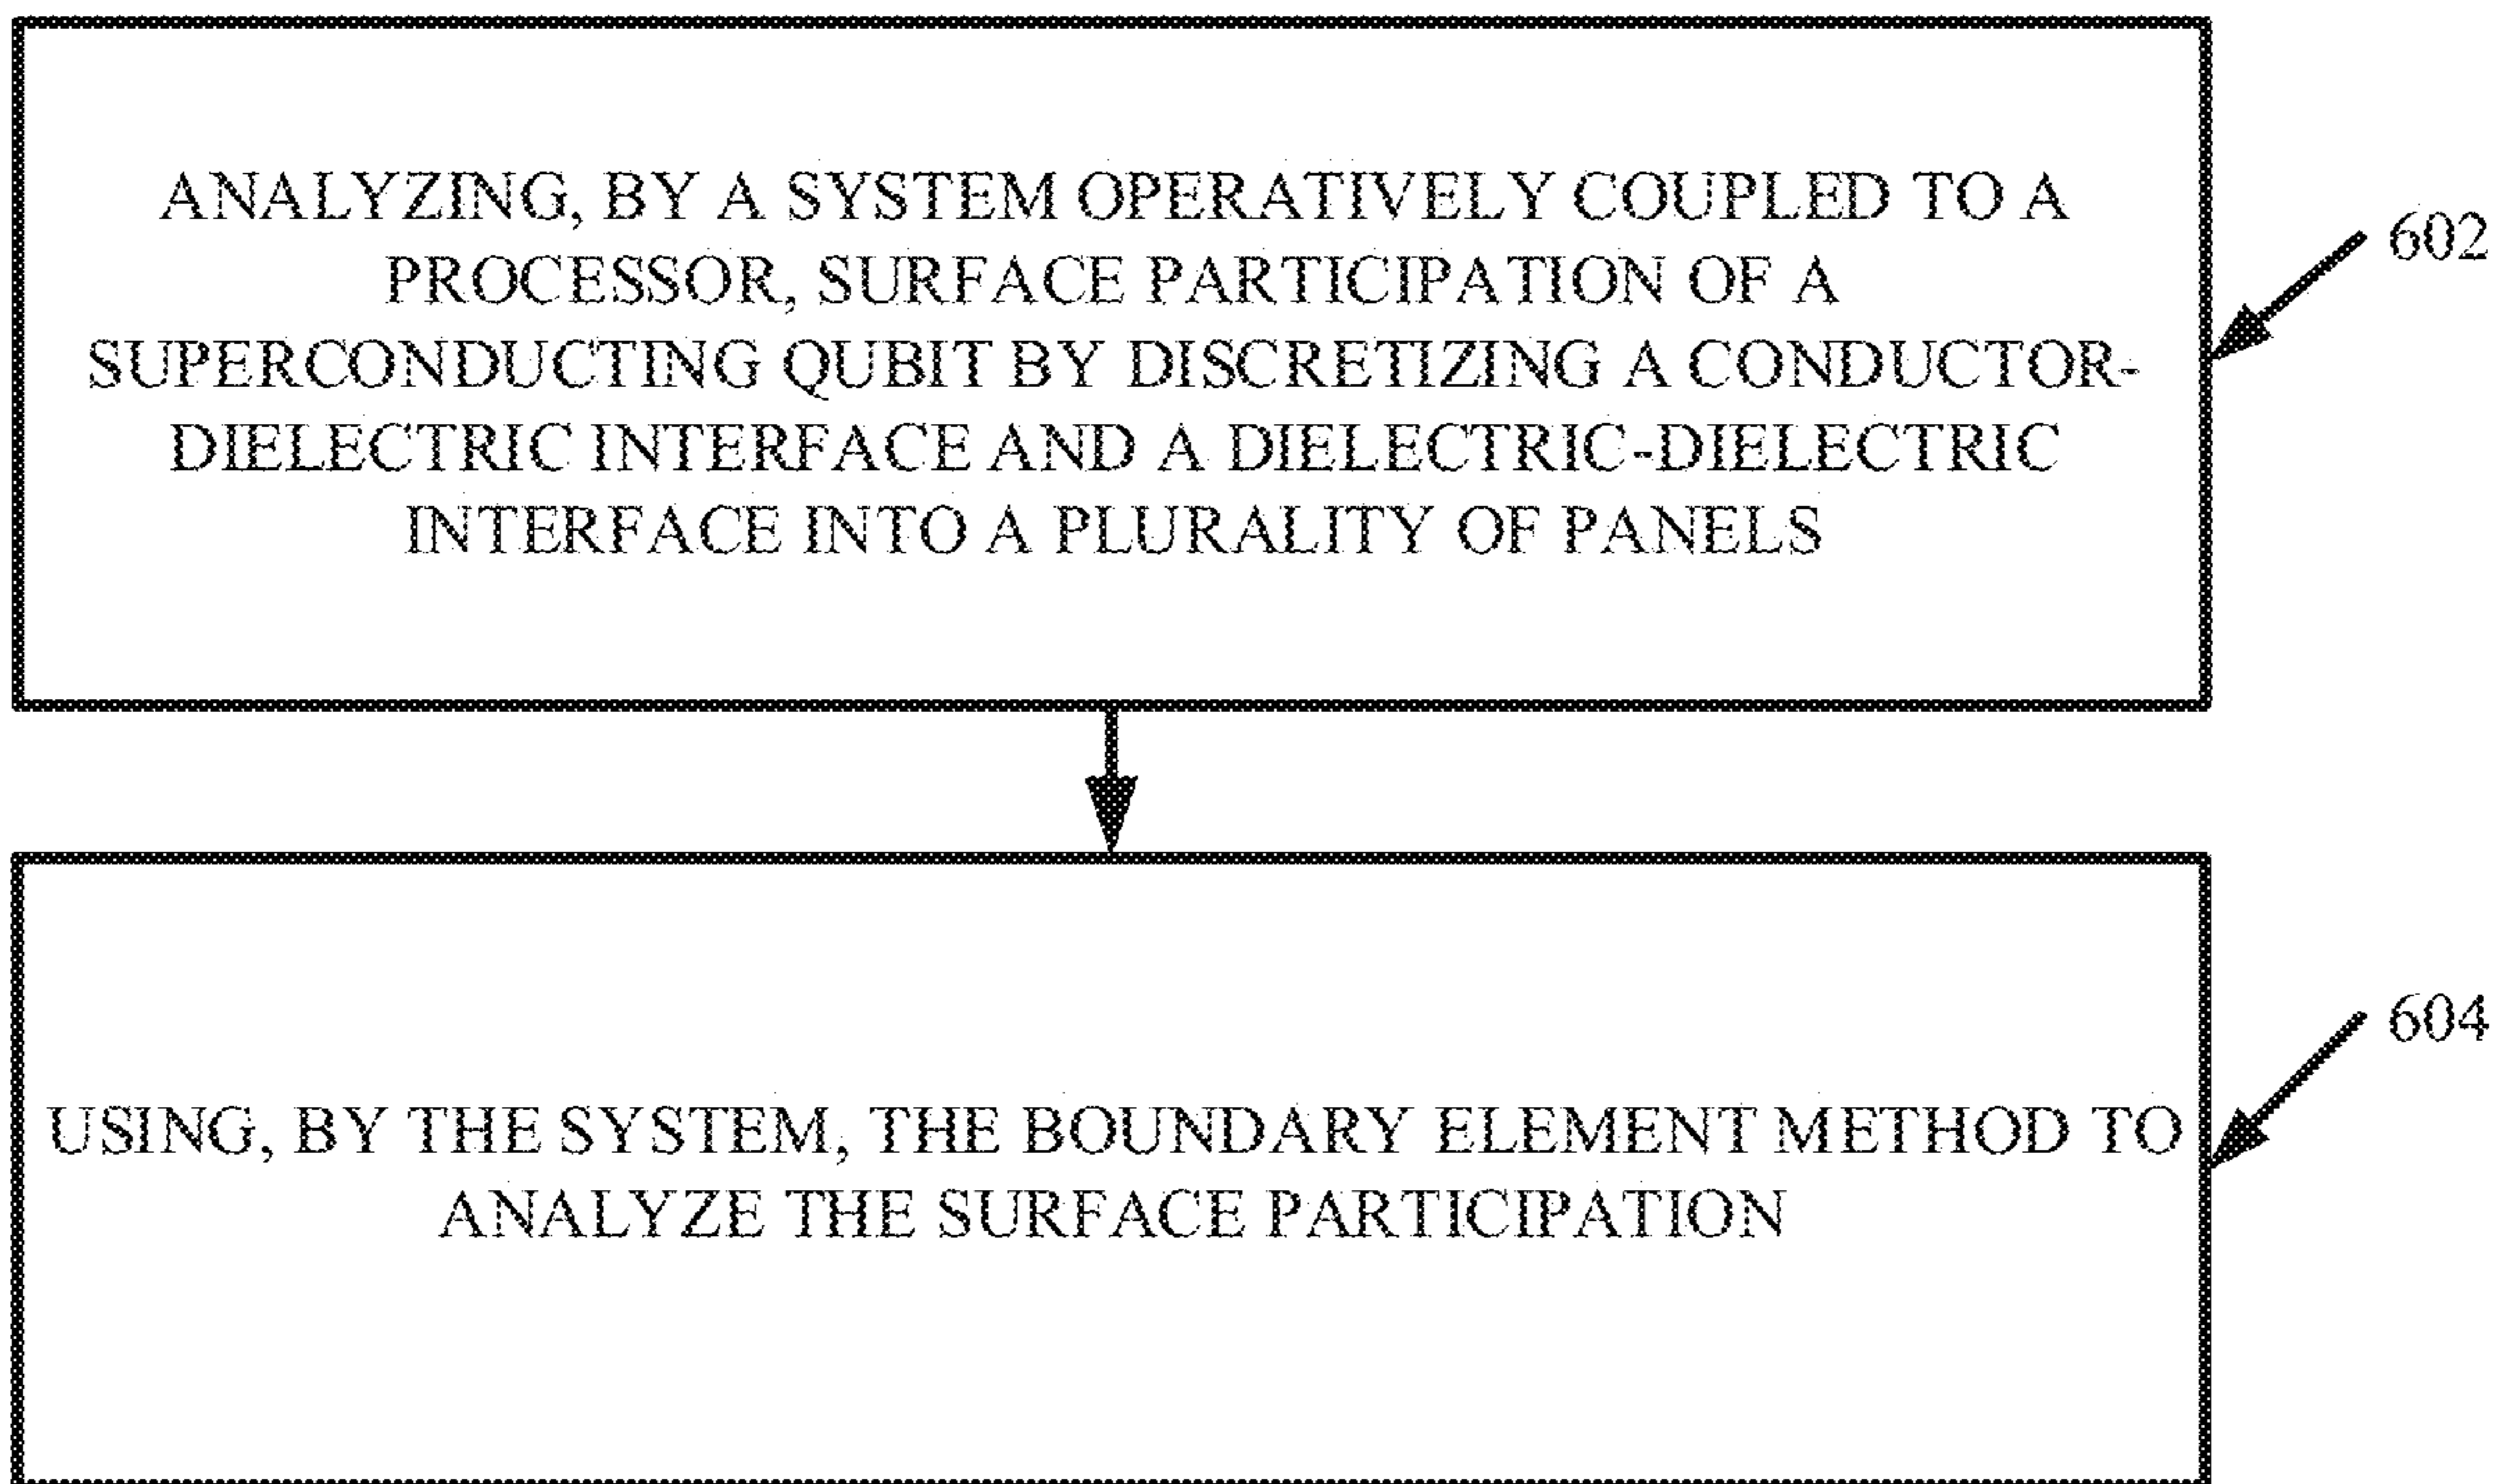 ANALYZING, BY A SYSTEM OPERATIVELY COUPLED TO A
PROCESSOR, SURFACE PARTICIPATION OF A
SUPERCONDUCTING QUBIT BY DISCRETIZING A CONDUCTOR-
DIELECTRIC INTERFACE AND A DIELECTRIC-DIELECTRIC
INTERFACE INTO A PLURALITY OF PANELS
602
USING, BY THE SYSTEM, THE BOUNDARY ELEMENT METHOD TO
ANALYZE THE SURFACE PARTICIPATION
604